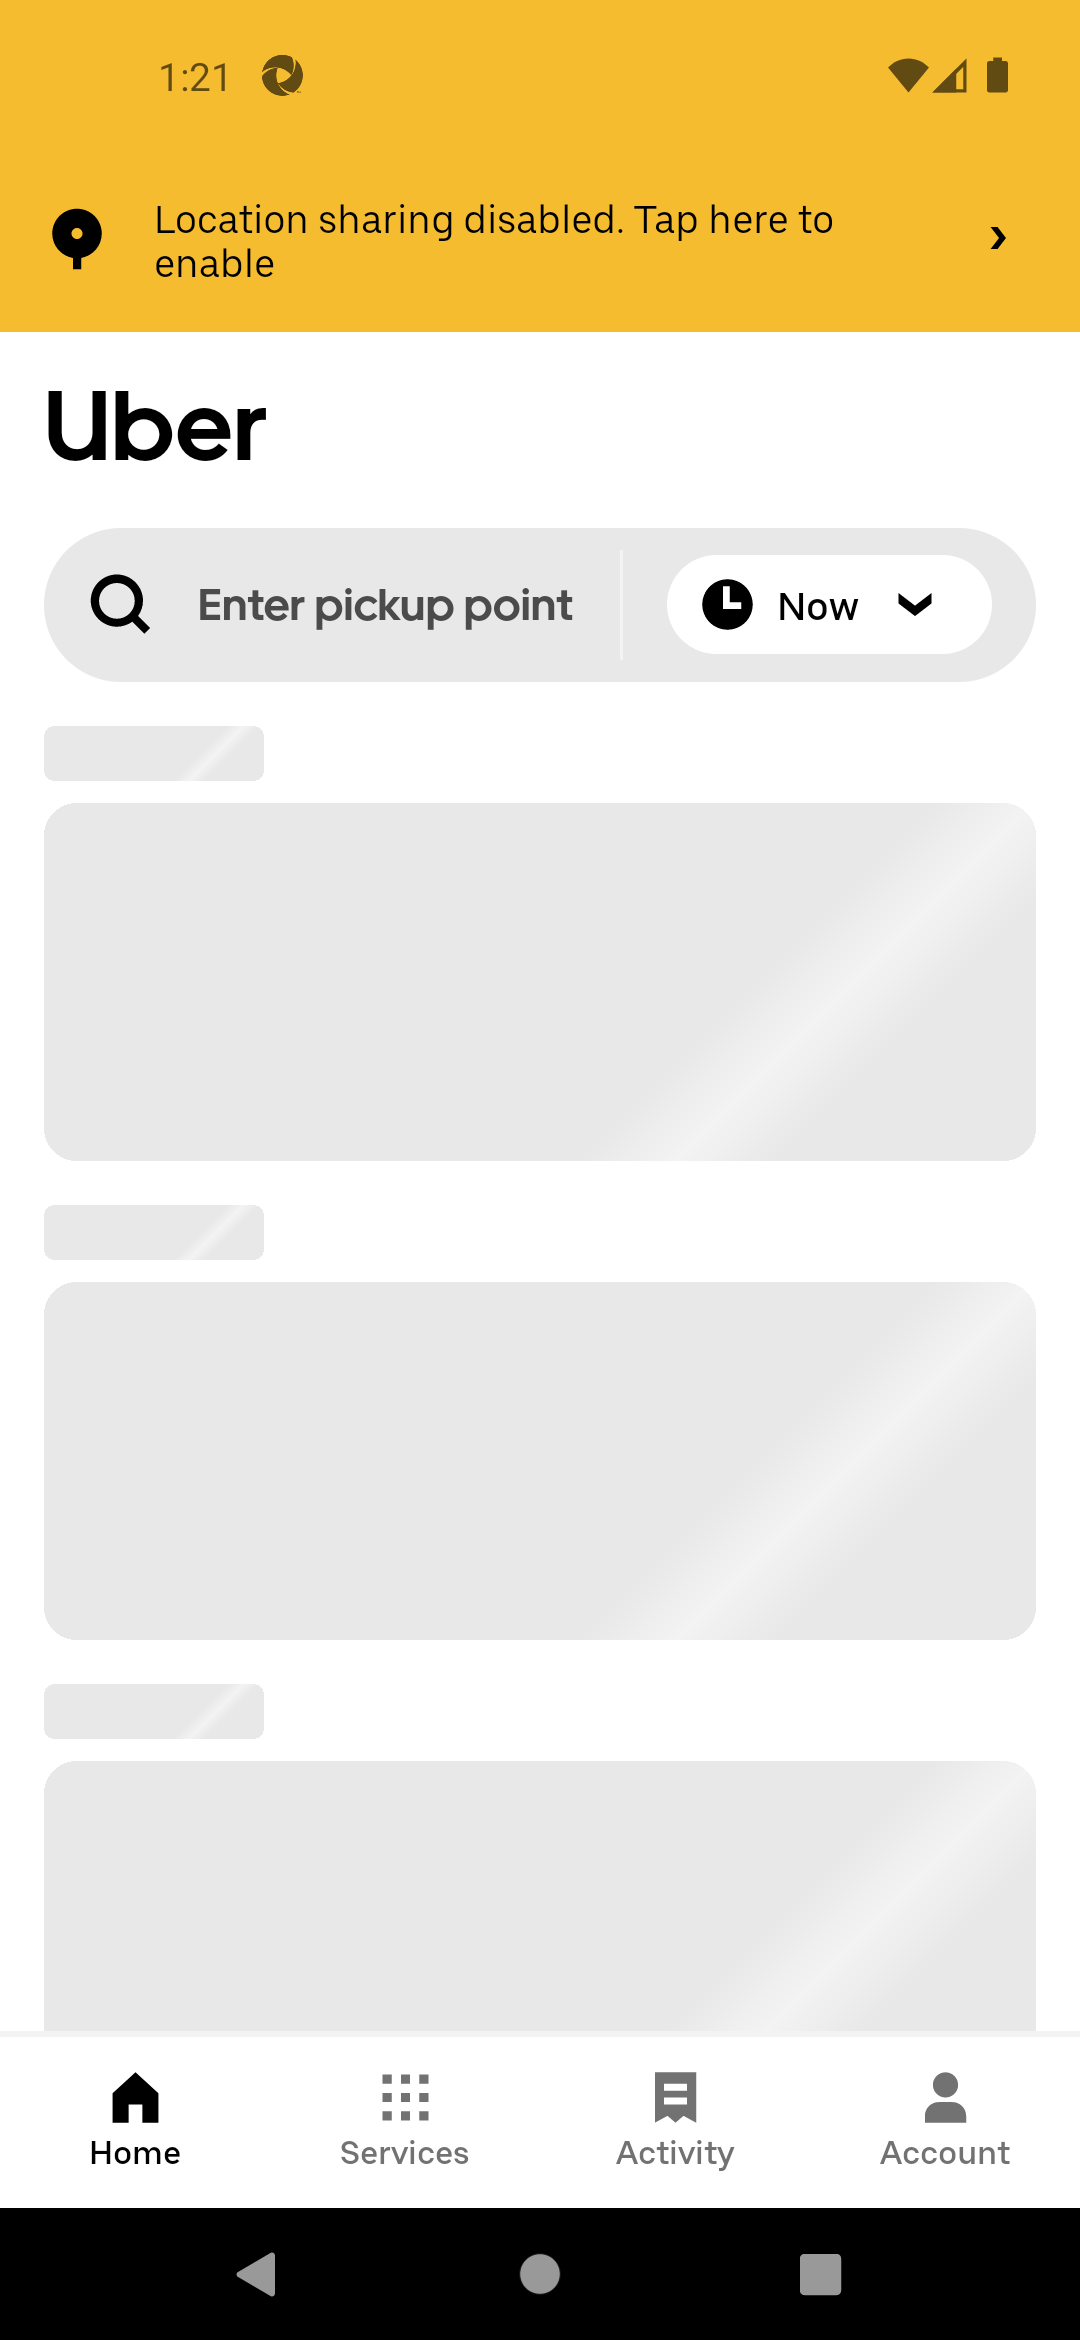 1:21
Location sharing disabled. Tap here to
enable
Uber
Enter pickup point
Now
Home
Services
Activity
Account